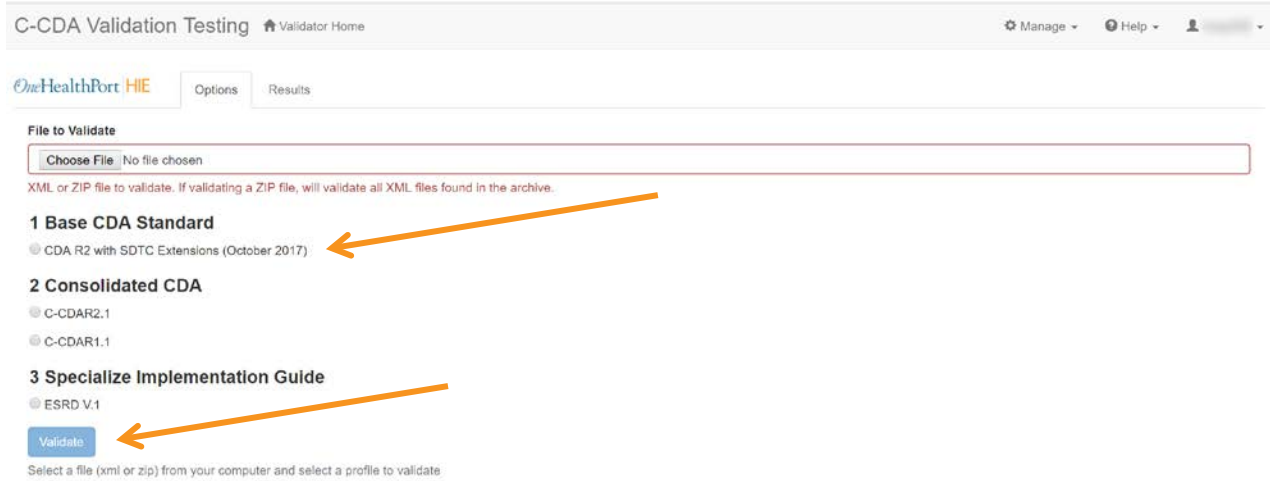 C-CDA Validation Testing Validator Home Manage Help
OneHealthPort HIE Options Results
File to Validate
Choose File No file chosen
XML or ZIP file to validate. If validating a ZIP file, will validate all XML files found in the archive.
1 Base CDA Standard
CDA R2 with SDTC Extensions (October 2017)
2 Consolidated CDA
C-CDAR2.1
C-CDAR1.1
3 Specialize Implementation Guide
ESRD V.1
Validate
Select a file (xml or zip) from your computer and select a profile to validate